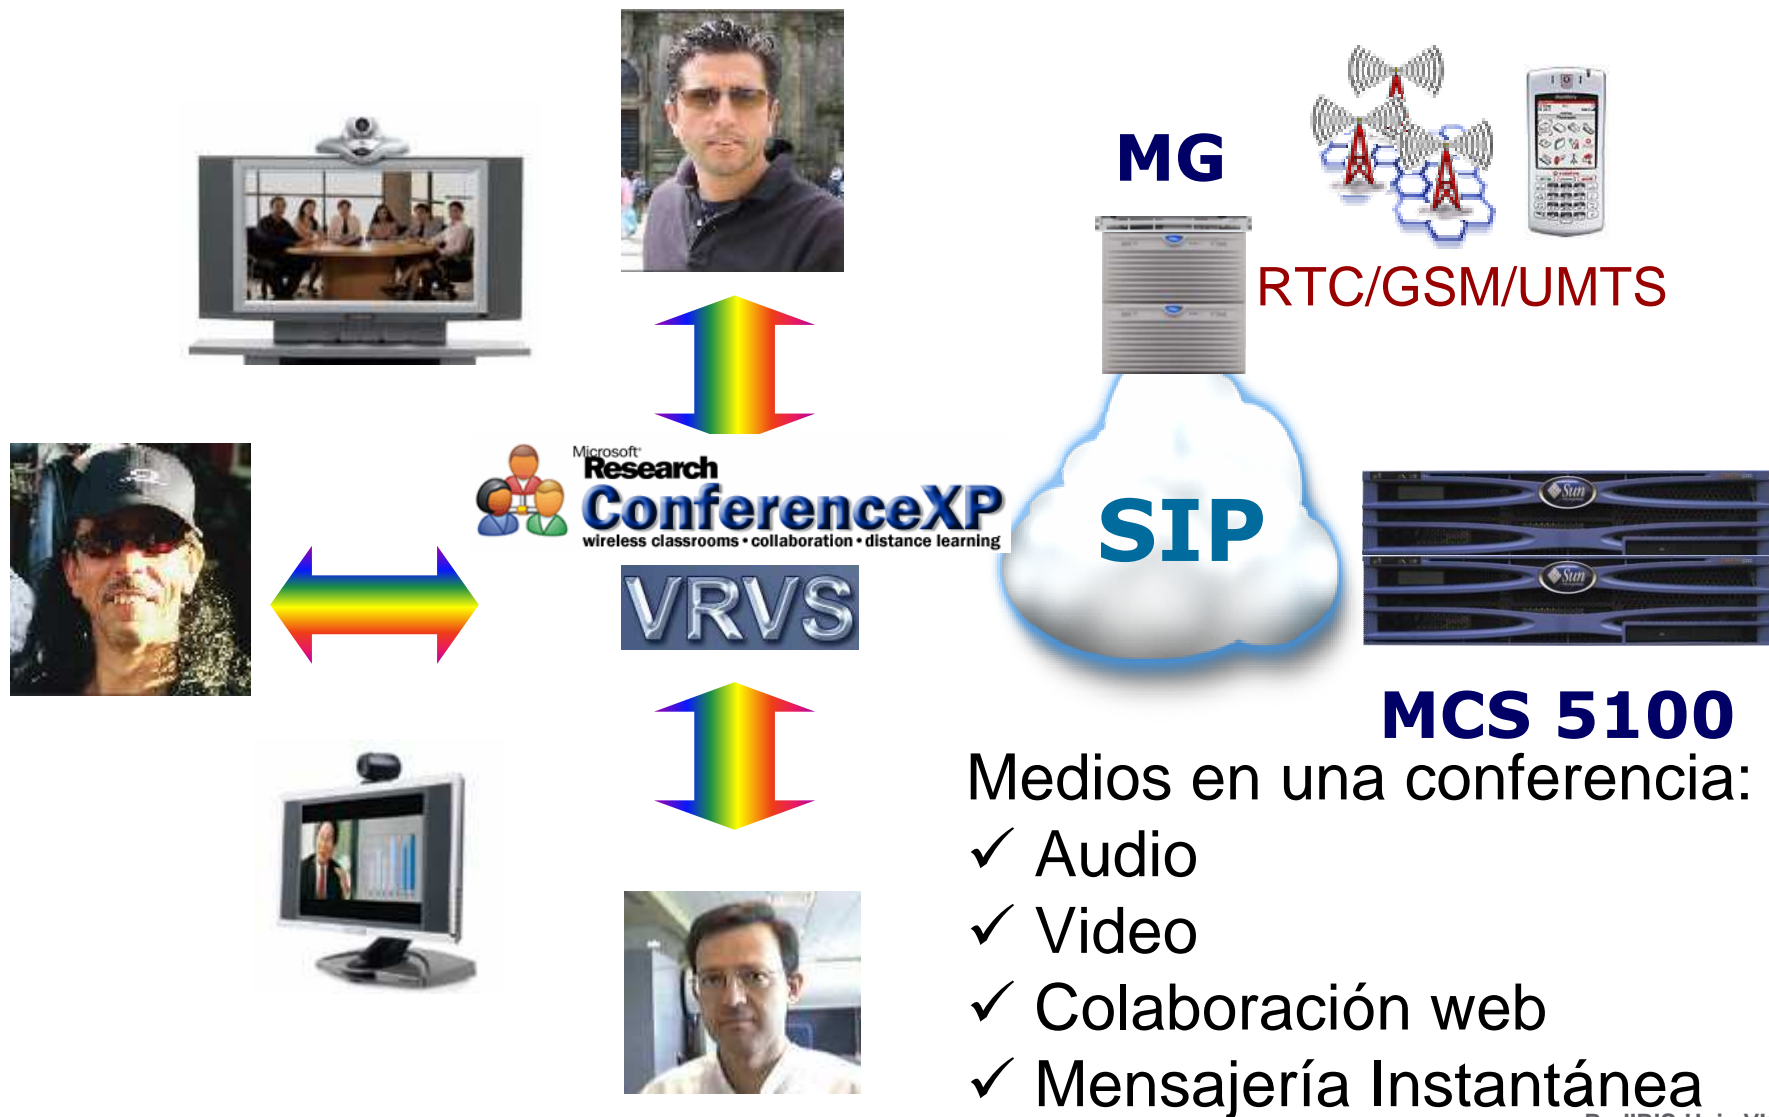 MG
RTC/GSM/UMTS
Microsoft
Research
ConferenceXP
wireless classrooms • collaboration • distance learning
SIP
Sun
Sun
VRVS
MCS 5100
Medios en una conferencia:
✓ Audio
✓ Video
✓ Colaboración web
✓ Mensajería Instantánea